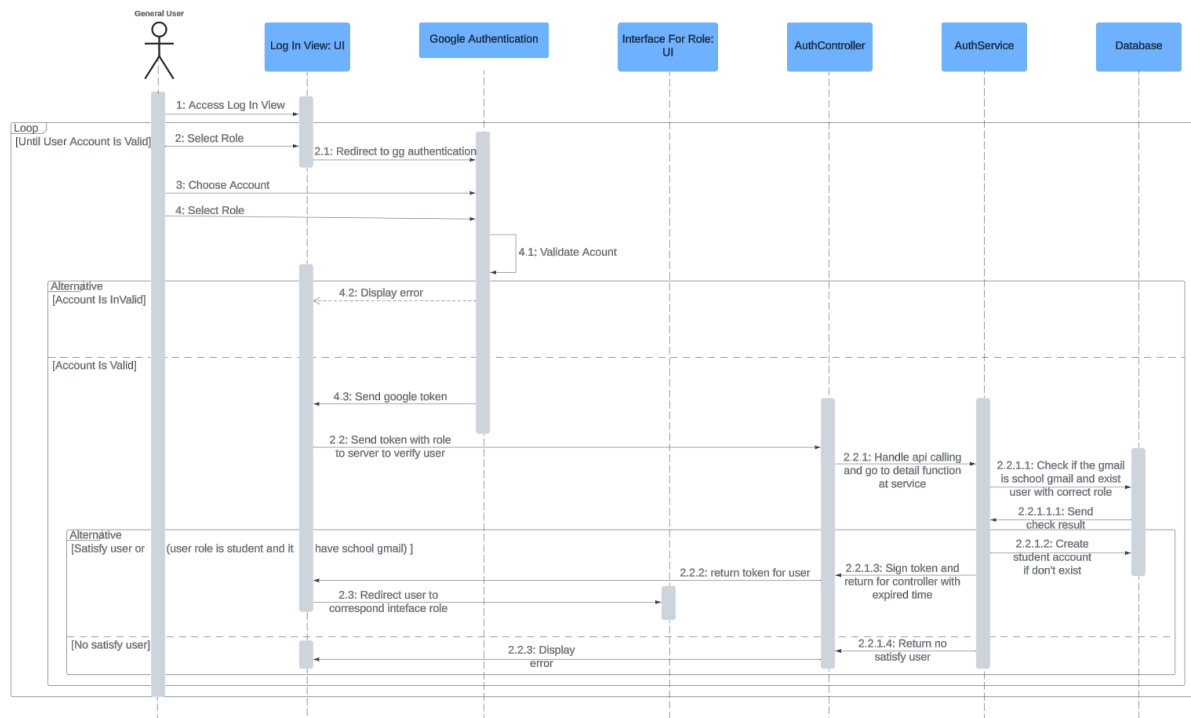 General User
Log In View: UI
Google Authentication
Interface For Role:
UI
AuthController
AuthService
Database
1: Access Log In View
Loop
[Until User Account Is Valid]
2: Select Role
2.1: Redirect to gg authentication
3: Choose Account
4: Select Role
4.1: Validate Acount
Alternative
[Account Is InValid]
4.2: Display error
[Account Is Valid]
4.3: Send google token
2.2: Send token with role
to server to verify user
2.2.1: Handle api calling
and go to detail function
at service
2.2.1.1: Check if the gmail
is school gmail and exist
user with correct role
2.2.1.1.1: Send
check result
Alternative
[Satisfy user or (user role is student and it have school gmail) ]
2.2.1.2: Create
student account
if don't exist
2.2.1.3: Sign token and
return for controller with
expired time
2.2.2: return token for user
2.3: Redirect user to
correspond inteface role
[No satisfy user]
2.2.1.4: Return no
satisfy user
2.2.3: Display
error